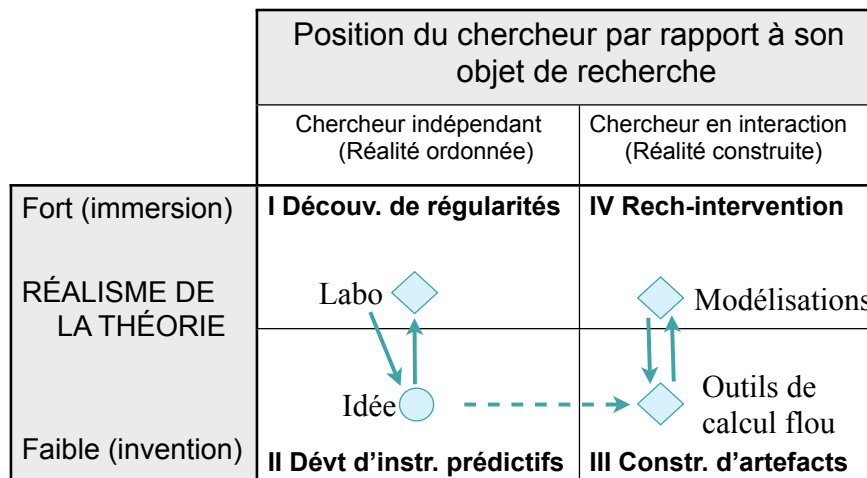 Position du chercheur par rapport à son
objet de recherche
Chercheur indépendant
(Réalité ordonnée)
Chercheur en interaction
(Réalité construite)
Fort (immersion)
I Découv. de régularités
IV Rech-intervention
RÉALISME DE
LA THÉORIE
Labo
Modélisations
Idée
Outils de
calcul flou
Faible (invention)
II Dévt d'instr. prédictifs
III Constr. d'artefacts